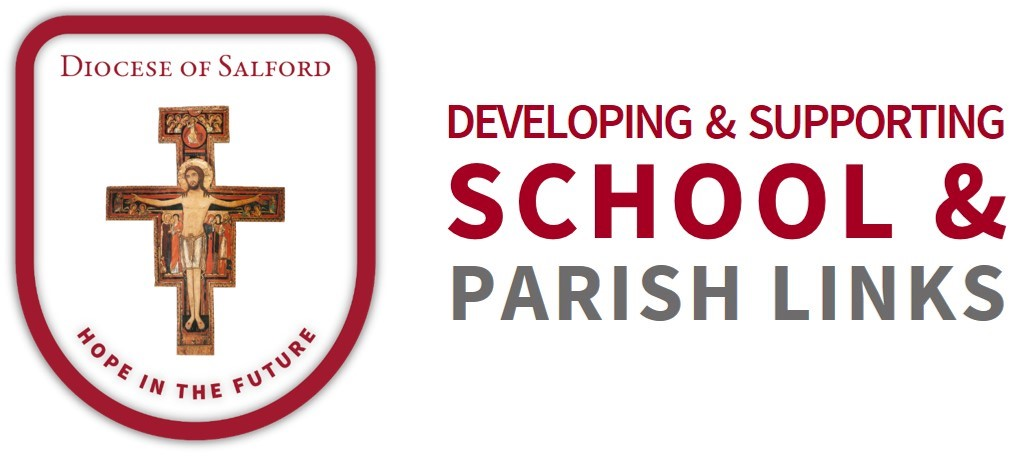 DIOCESE OF SALFORD
HOPE IN THE FUTURE
DEVELOPING & SUPPORTING
SCHOOL &
PARISH LINKS